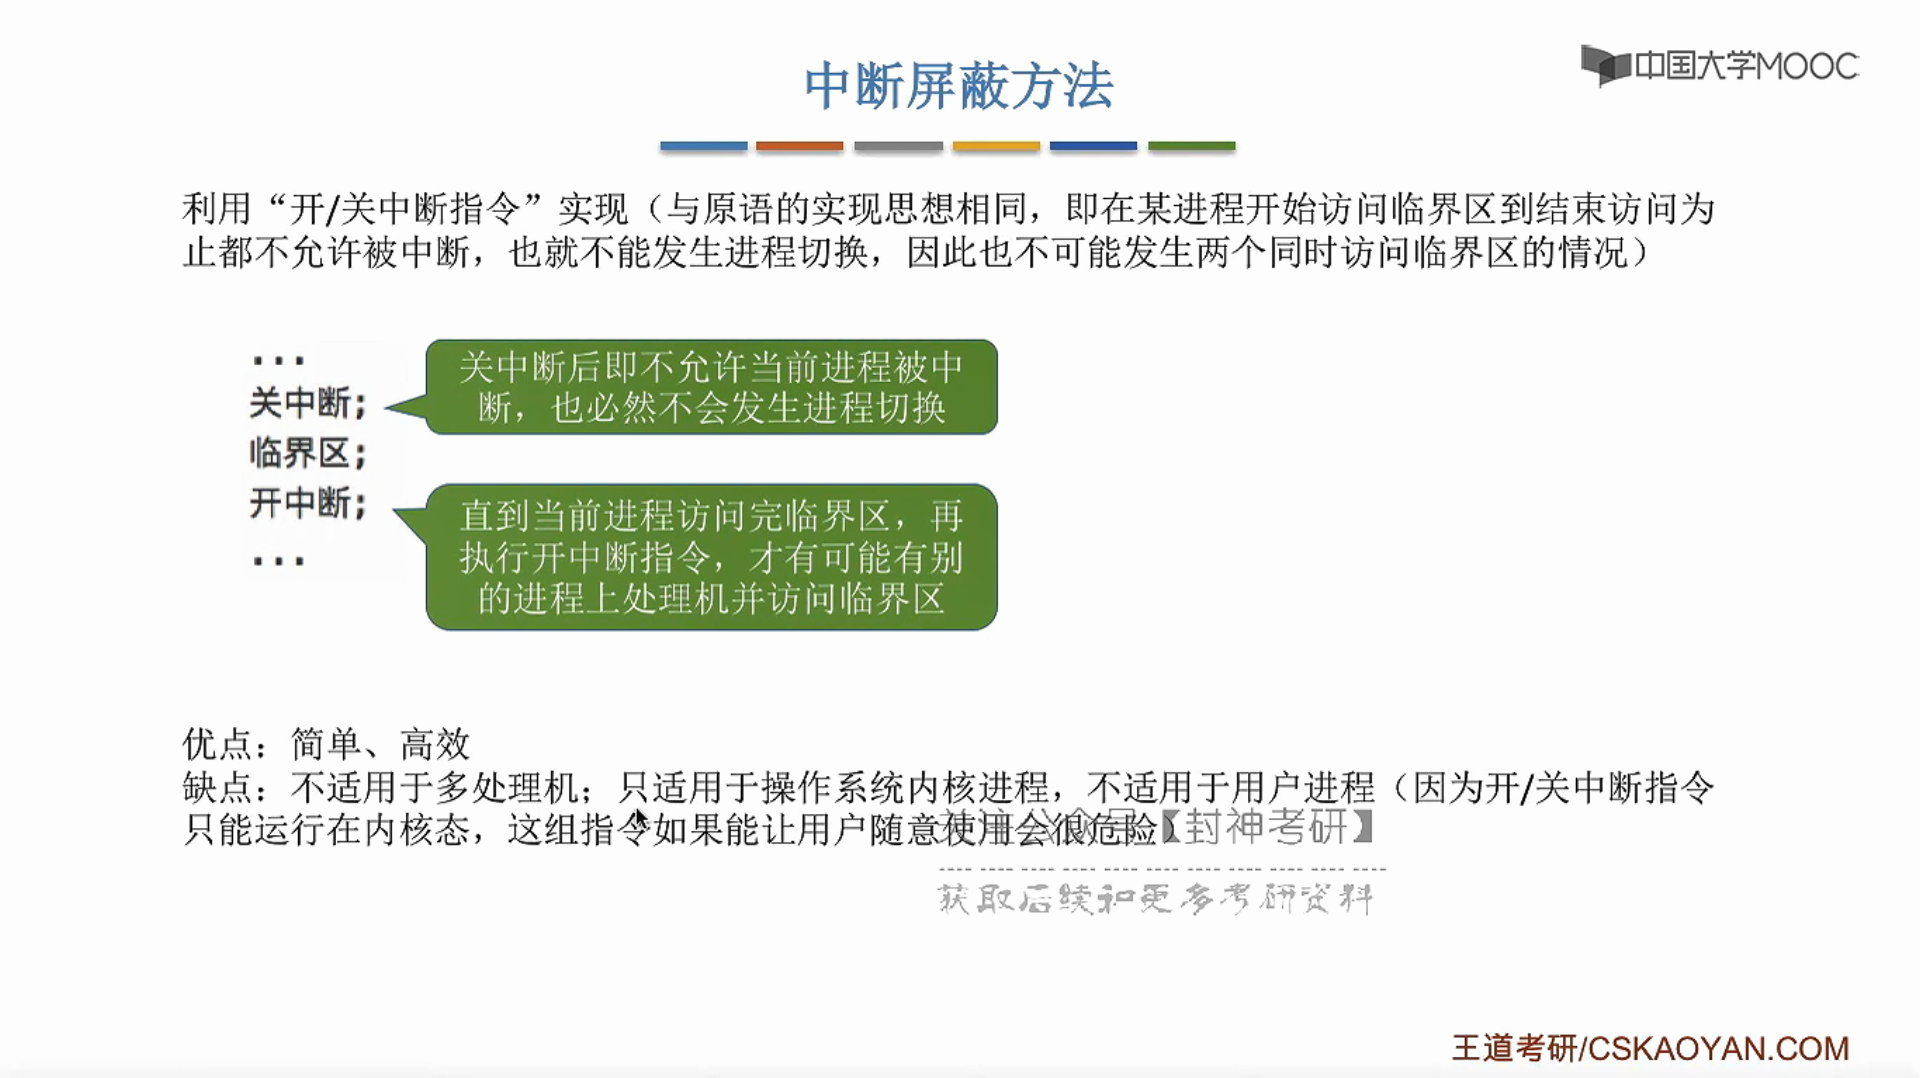 中国大学MOOC
中断屏蔽方法
利用“开/关中断指令”实现（与原语的实现思想相同，即在某进程开始访问临界区到结束访问为
止都不允许被中断，也就不能发生进程切换，因此也不可能发生两个同时访问临界区的情况）
...
关中断;
临界区;
开中断;
...
关中断后即不允许当前进程被中
断，也必然不会发生进程切换
直到当前进程访问完临界区，再
执行开中断指令，才有可能有别
的进程上处理机并访问临界区
优点：简单、高效
缺点：不适用于多处理机；只适用于操作系统内核进程，不适用于用户进程（因为开/关中断指令
只能运行在内核态，这组指令如果能让用户随意使用会很危险）
关注公众号【封神考研】
获取后续和更多考研资料
王道考研/CSKAOYAN.COM